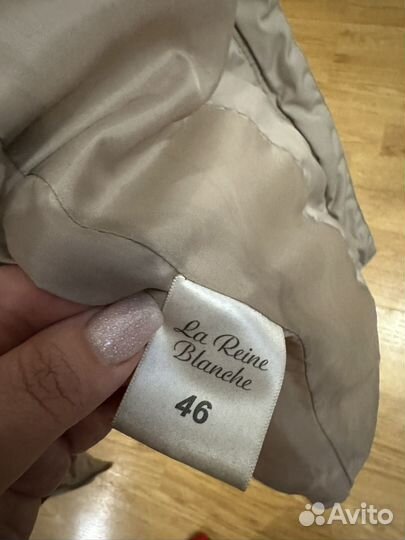 La Reine
Blanche
46
Avito